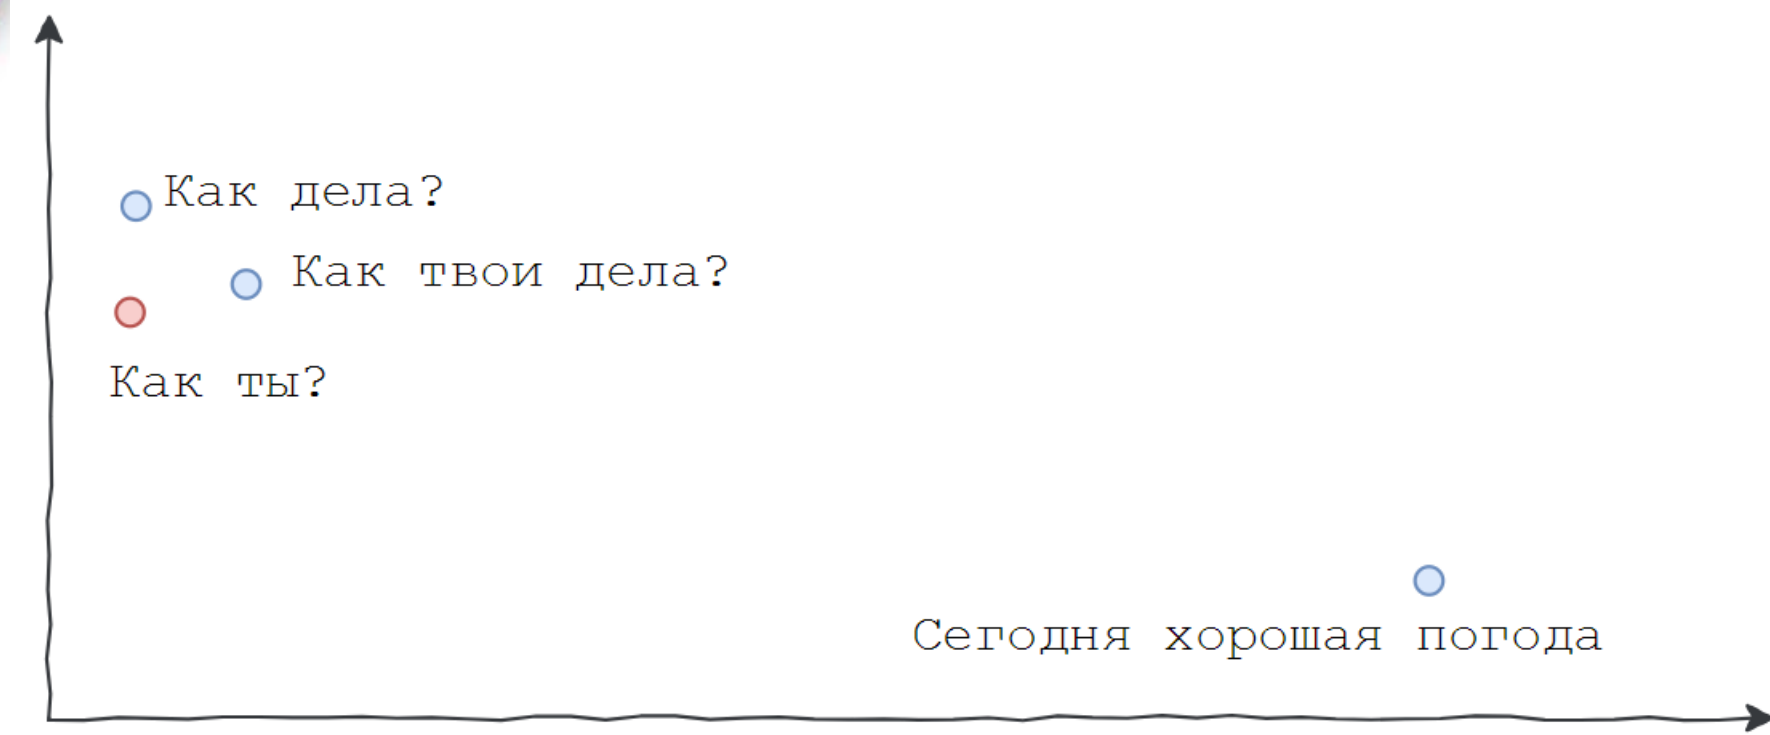 Как дела?
Как твои дела?
Как ты?
Сегодня хорошая погода